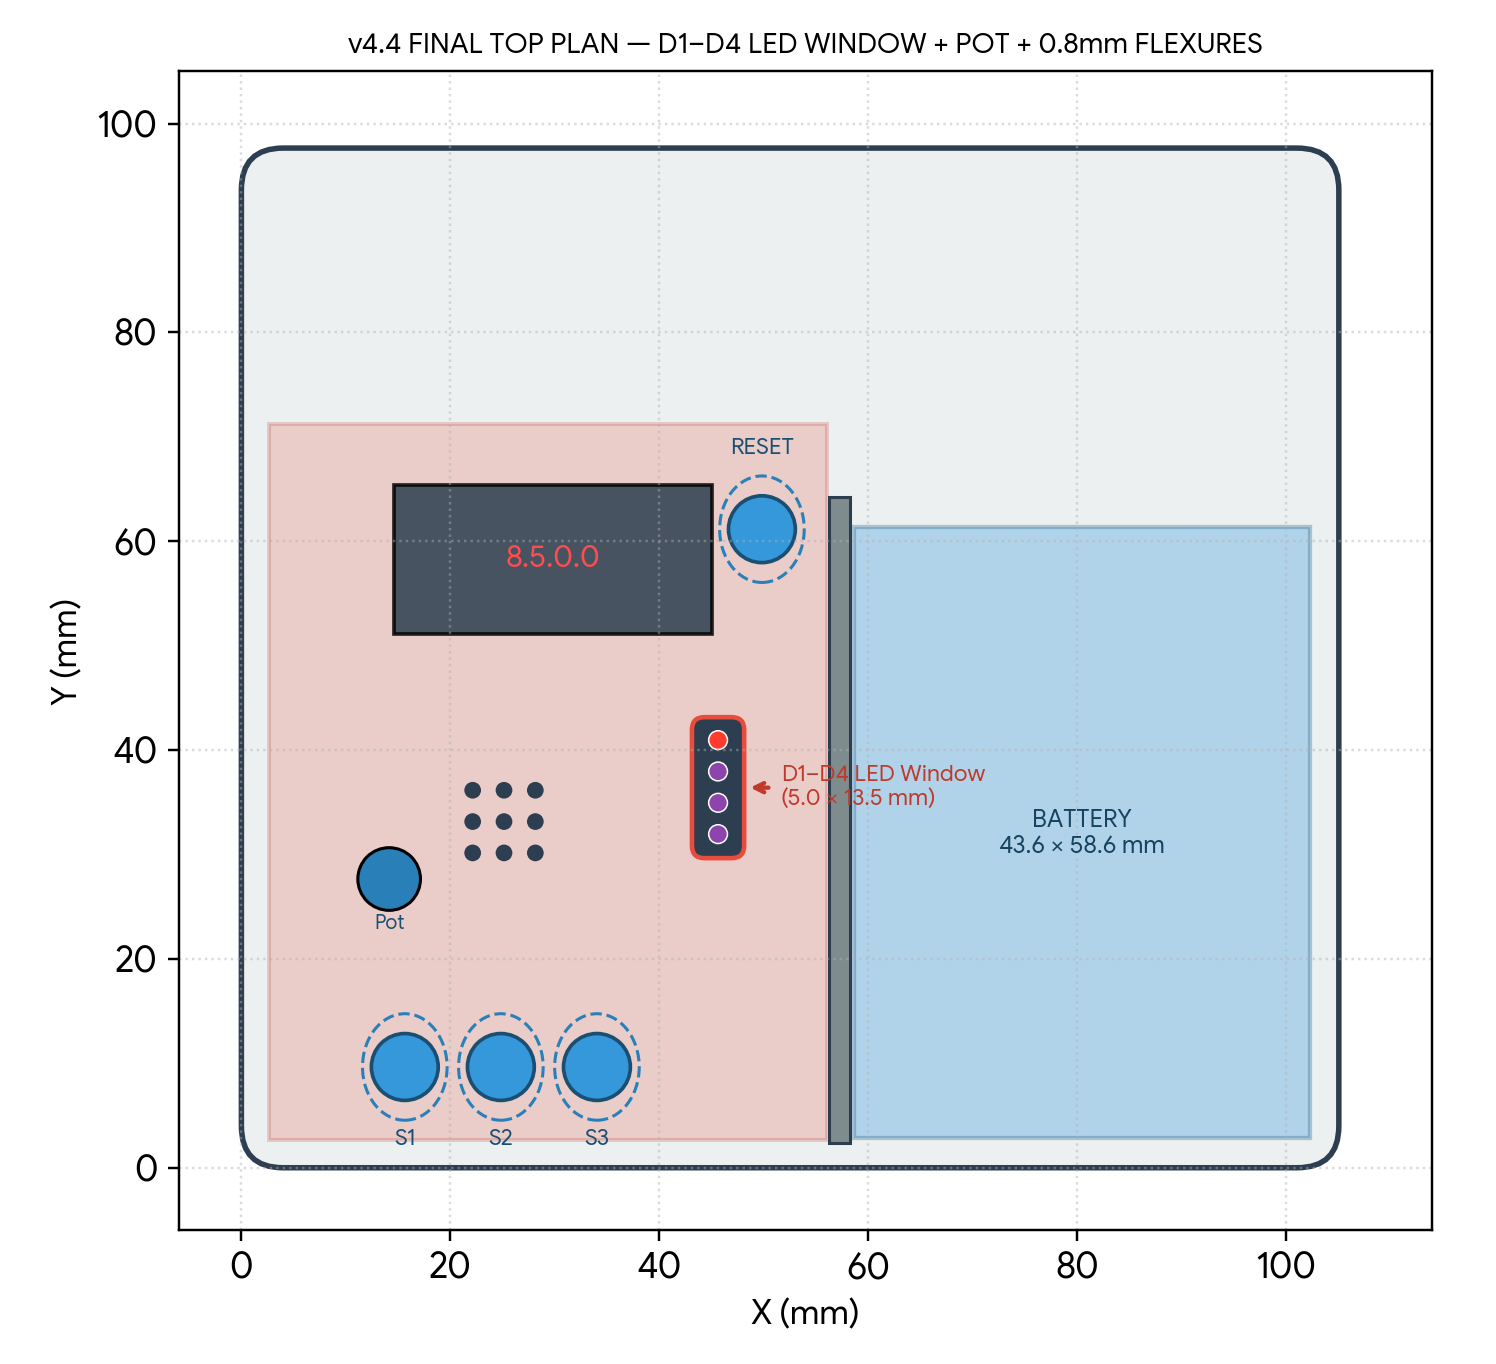 v4.4 FINAL TOP PLAN — D1–D4 LED WINDOW + POT + 0.8mm FLEXURES
100
80
60
40
20
0
Y (mm)
RESET
8.5.0.0
D1–D4 LED Window
(5.0 × 13.5 mm)
BATTERY
43.6 × 58.6 mm
Pot
S1 S2 S3
0 20 40 60 80 100
X (mm)